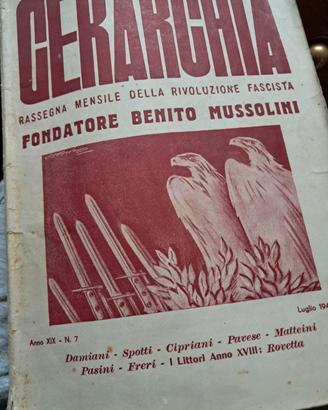 GERARCHIA
RASSEGNA MENSILE DELLA RIVOLUZIONE FASCISTA
FONDATORE BENITO MUSSOLINI
Anno XIX - N. 7
Luglio 194
Damiani - Spotti - Cipriani - Pavese - Matteini
Pasini - Freri - I Littori Anno XVIII: Rovetta